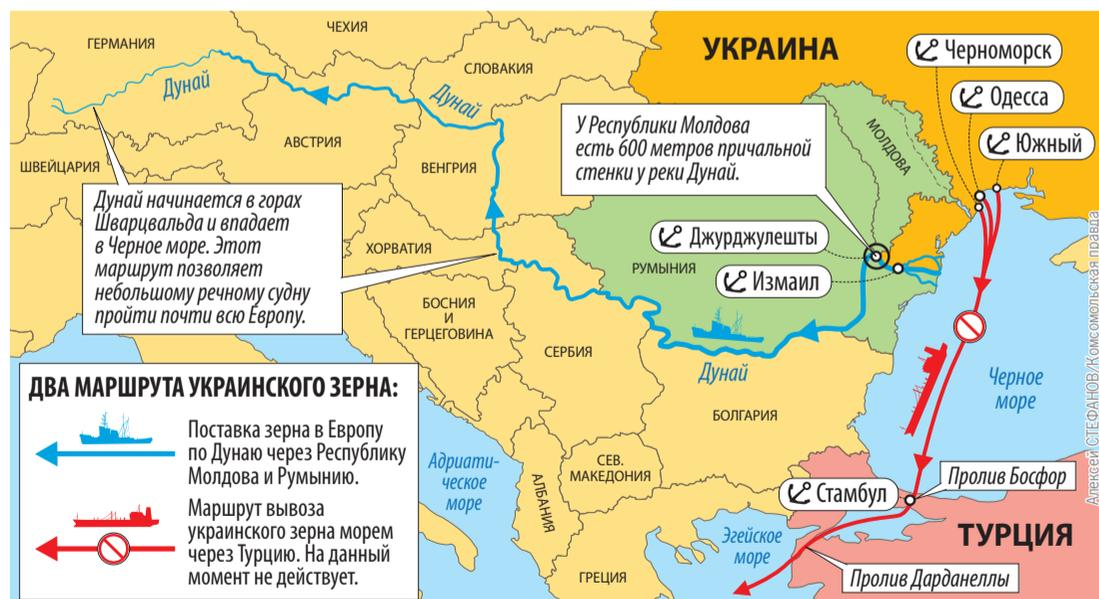 ГЕРМАНИЯ
ЧЕХИЯ
СЛОВАКИЯ
УКРАИНА
Черноморск
Одесса
Южный
Дунай
Дунай
АВСТРИЯ
ВЕНГРИЯ
ШВЕЙЦАРИЯ
У Республики Молдова
есть 600 метров причальной
стенки у реки Дунай.
МОЛДОВА
Дунай начинается в горах
Шварцвальда и впадает
в Черное море. Этот
маршрут позволяет
небольшому речному судну
пройти почти всю Европу.
ХОРВАТИЯ
БОСНИЯ
И
ГЕРЦЕГОВИНА
СЕРБИЯ
РУМЫНИЯ
Джурджулешты
Измаил
Дунай
БОЛГАРИЯ
Черное
море
ДВА МАРШРУТА УКРАИНСКОГО ЗЕРНА:
Поставка зерна в Европу
по Дунаю через Республику
Молдова и Румынию.
Маршрут вывоза
украинского зерна морем
через Турцию. На данный
момент не действует.
Адриати-
ческое
море
АЛБАНИЯ
СЕВ.
МАКЕДОНИЯ
ГРЕЦИЯ
Эгейское
море
Стамбул
Пролив Босфор
ТУРЦИЯ
Пролив Дарданеллы
Алексей СТЕФАНОВ/Комсомольская правда